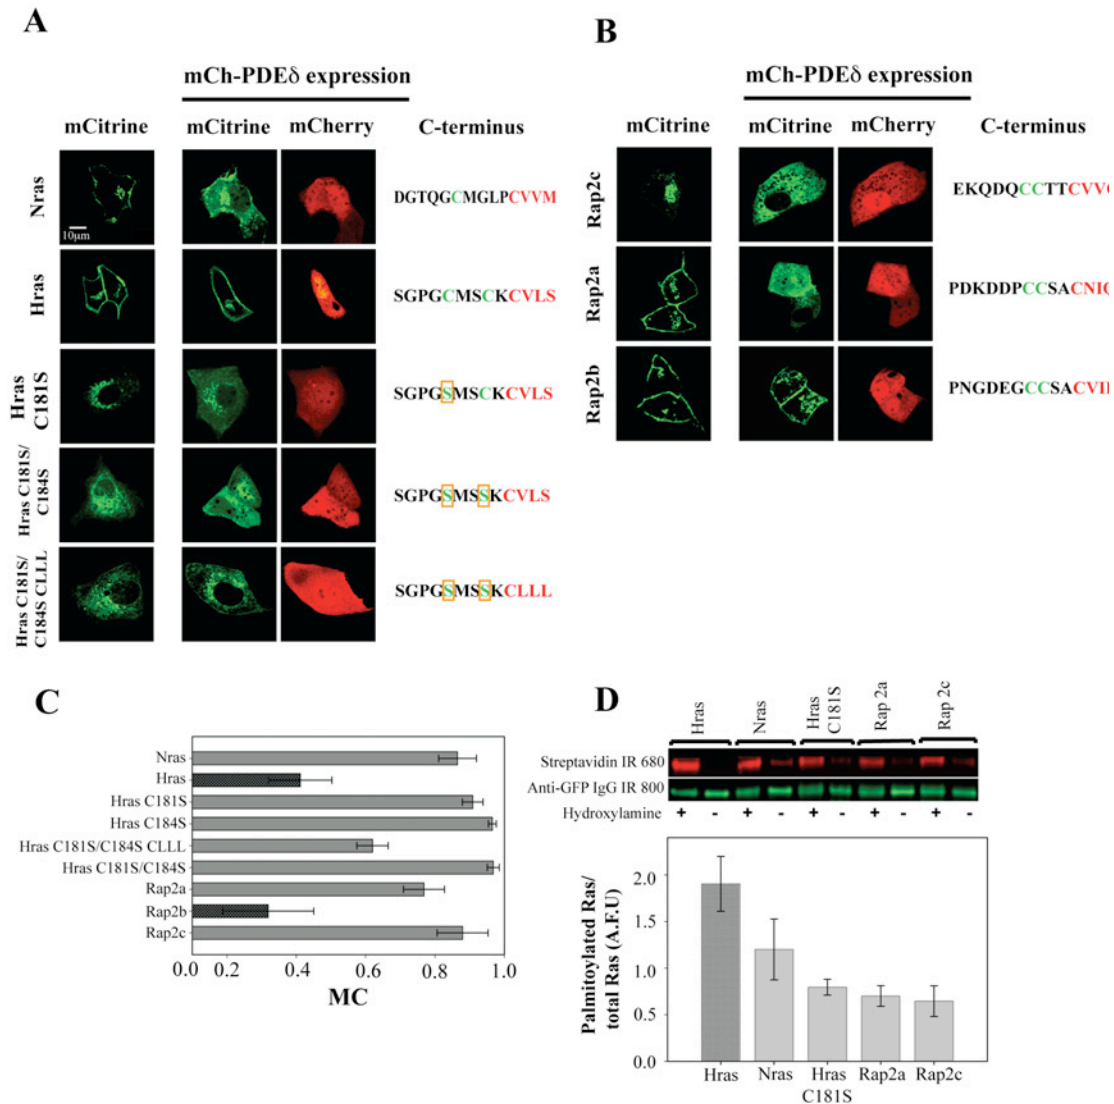 A
mCh-PDEδ expression
mCitrine mCitrine mCherry C-terminus
Nras
10µm
DGTQGCMGLPCVVM
Hras
SGPGCMSCKCVLS
Hras C181S
SGPGSMSCKCVLS
Hras C181S/ C184S
SGPGSMSSKCVLS
Hras C181S/ C184S CLLL
SGPGSMSSKCLLL
B
mCh-PDEδ expression
mCitrine mCitrine mCherry C-terminus
Rap2c
EKQDQCCTTCVV
Rap2a
PDKDDPCCSACNI
Rap2b
PNGDEGCCSACVI
C
Nras
Hras
Hras C181S
Hras C184S
Hras C181S/C184S CLLL
Hras C181S/C184S
Rap2a
Rap2b
Rap2c
0.0 0.2 0.4 0.6 0.8 1.0
MC
D
Hras Nras Hras C181S Rap 2a Rap 2c
Streptavidin IR 680
Anti-GFP IgG IR 800
Hydroxylamine + - + - + - + - + -
Palmitoylated Ras/
total Ras (A.F.U)
2.0
1.5
1.0
0.5
0.0
Hras Nras Hras C181S Rap2a Rap2c